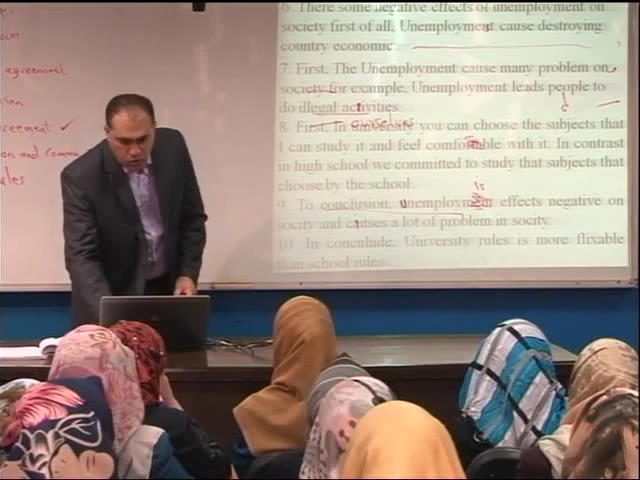 agreement
agreement ✓
on and comma
rules
6. There some negative effects of unemployment on
society first of all, Unemployment cause destroying
country economic.
7. First. The Unemployment cause many problem on
society for example, Unemployment leads people to
do illegal activities.
8. First, In university you can choose the subjects that
I can study it and feel comfortable with it. In contrast
in high school we committed to study that subjects that
choose by the school.
is
9. To conclusion, unemployment effects negative on
socity and causes a lot of problem in socity.
10. In conenlude, University rules is more flixable
than school rules.